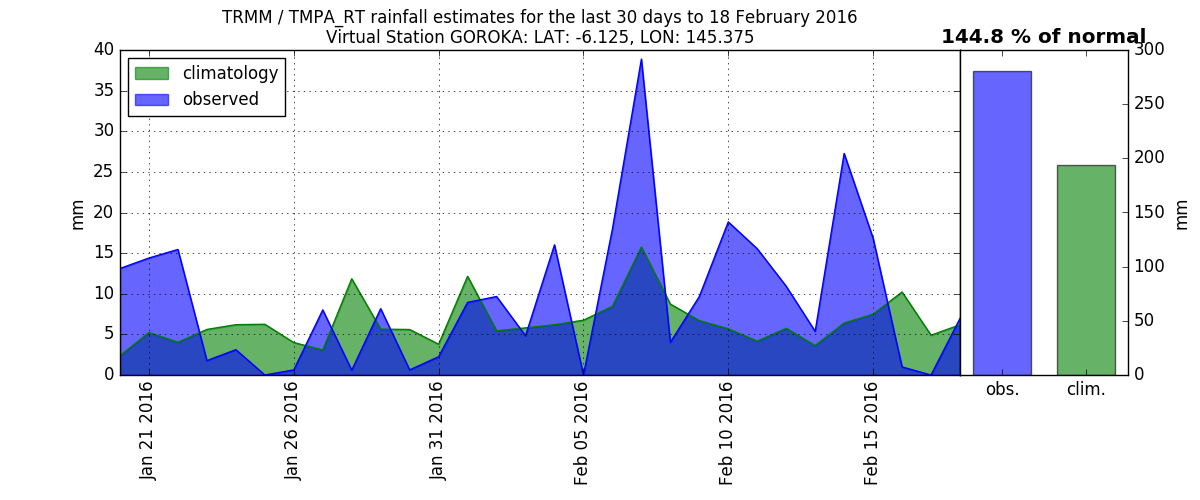 TRMM / TMPA_RT rainfall estimates for the last 30 days to 18 February 2016
Virtual Station GOROKA: LAT: -6.125, LON: 145.375
144.8 % of normal
climatology
observed
40
35
30
25
20
15
10
5
0
mm
Jan 21 2016
Jan 26 2016
Jan 31 2016
Feb 05 2016
Feb 10 2016
Feb 15 2016
obs.
clim.
300
250
200
150
100
50
0
mm